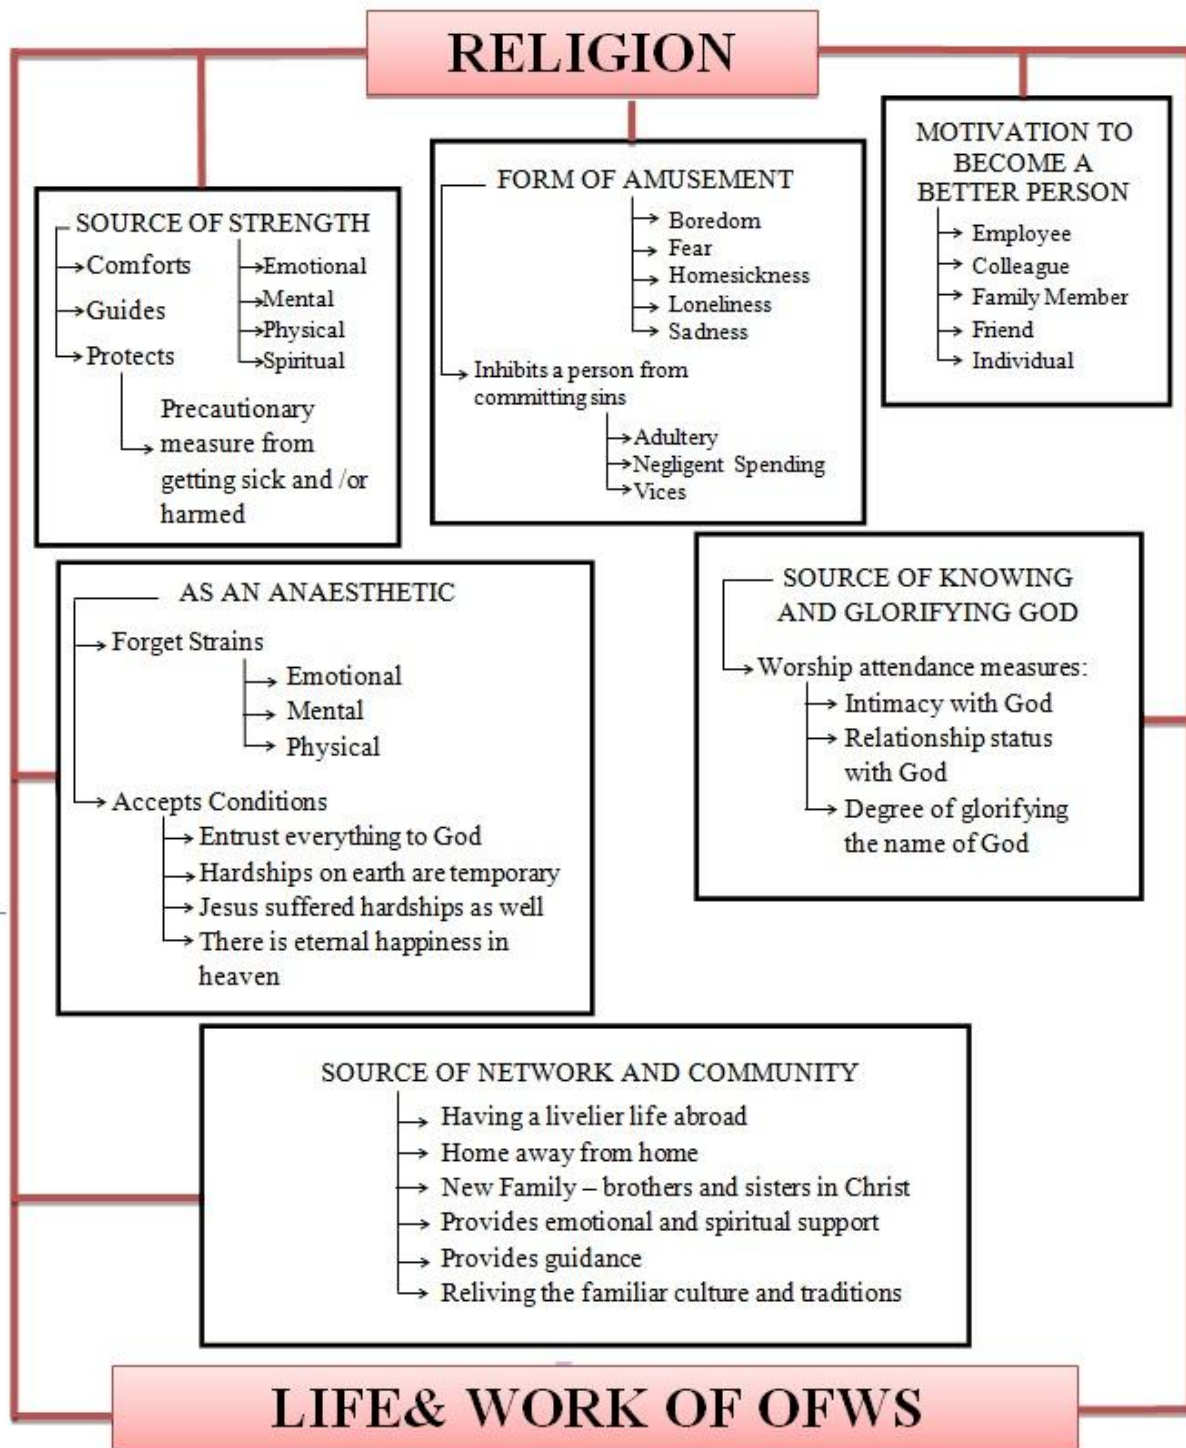 RELIGION
SOURCE OF STRENGTH
Comforts
Guides
Protects
Emotional
Mental
Physical
Spiritual
Precautionary
measure from
getting sick and /or
harmed
FORM OF AMUSEMENT
Boredom
Fear
Homesickness
Loneliness
Sadness
Inhibits a person from
committing sins
Adultery
Negligent Spending
Vices
MOTIVATION TO
BECOME A
BETTER PERSON
Employee
Colleague
Family Member
Friend
Individual
AS AN ANAESTHETIC
Forget Strains
Emotional
Mental
Physical
Accepts Conditions
Entrust everything to God
Hardships on earth are temporary
Jesus suffered hardships as well
There is eternal happiness in
heaven
SOURCE OF KNOWING
AND GLORIFYING GOD
Worship attendance measures:
Intimacy with God
Relationship status
with God
Degree of glorifying
the name of God
SOURCE OF NETWORK AND COMMUNITY
Having a livelier life abroad
Home away from home
New Family – brothers and sisters in Christ
Provides emotional and spiritual support
Provides guidance
Reliving the familiar culture and traditions
LIFE& WORK OF OFWS